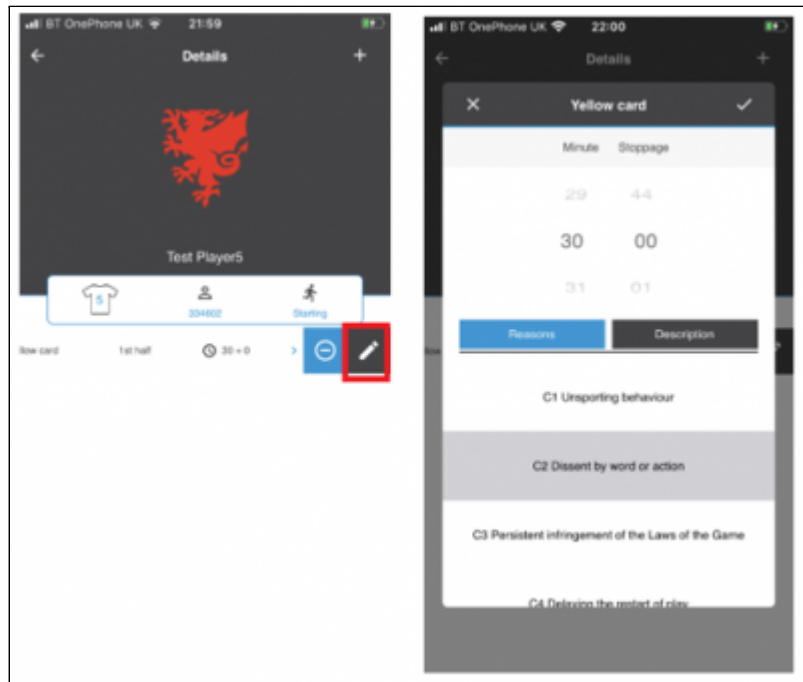 BT OnePhone UK 21:59
Details
Test Player5
5
334602 Starting
llow card 1st half 30 + 0
BT OnePhone UK 22:00
Details
Yellow card
Minute Stoppage
29 44
30 00
31 01
Reasons Description
C1 Unsporting behaviour
C2 Dissent by word or action
C3 Persistent infringement of the Laws of the Game
C4 Delaying the restart of play